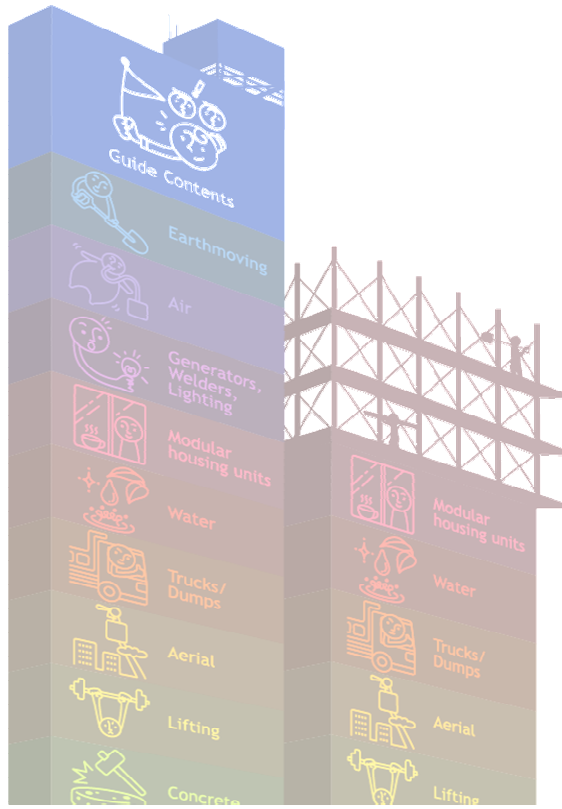 Guide Contents
Earthmoving
Air
Generators,
Welders,
Lighting
Modular
housing units
Water
Trucks/
Dumps
Aerial
Lifting
Concrete
Modular
housing units
Water
Trucks/
Dumps
Aerial
Lifting